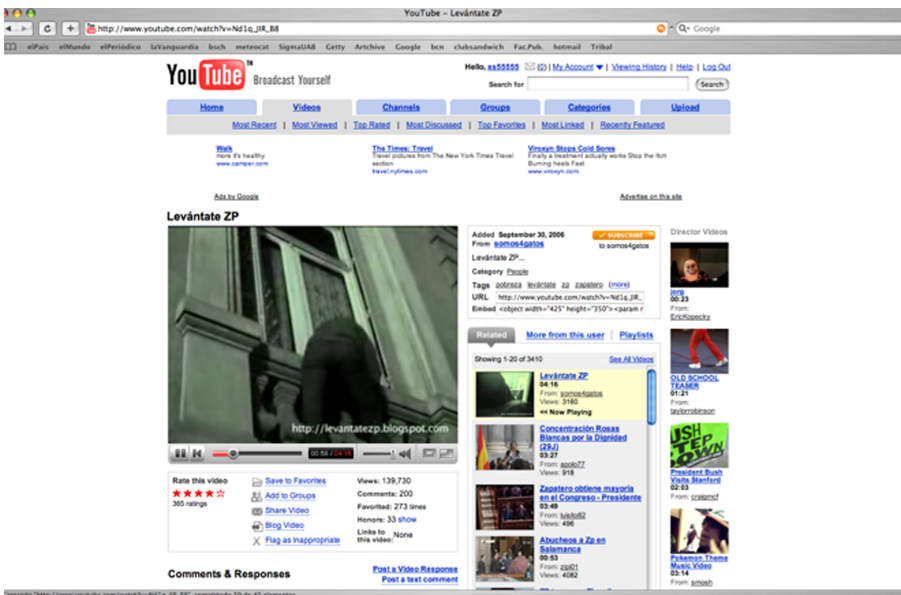 YouTube - Levántate ZP
http://www.youtube.com/watch?v=Nd1q_JIR_B8
Google
elPaís elMundo elPeriódico laVanguardia bsch meteocat SigmaUAB Getty Artchive Google bcn clubsandwich Fac.Pub. hotmail Tribal
YouTube TM
Broadcast Yourself
Hello, xs55555 (0) | My Account ▼ | Viewing History | Help | Log Out
Search for Search
Home Videos Channels Groups Categories Upload
Most Recent | Most Viewed | Top Rated | Most Discussed | Top Favorites | Most Linked | Recently Featured
Walk
more it's healthy
www.camper.com
The Times: Travel
Travel pictures from The New York Times Travel
section
travel.nytimes.com
Viroxyn Stops Cold Sores
Finally a treatment actually works Stop the Itch
Burning heals Fast
www.viroxyn.com
Ads by Google
Advertise on this site
Levántate ZP
http://levantatezp.blogspot.com
00:58 / 04:16
Rate this video
365 ratings
Save to Favorites
Add to Groups
Share Video
Blog Video
Flag as Inappropriate
Views: 139,730
Comments: 200
Favorited: 273 times
Honors: 33 show
Links to
this video: None
Comments & Responses
Post a Video Response
Post a text comment
Added September 30, 2006
From somos4gatos
SUBSCRIBE
to somos4gatos
Levántate ZP...
Category People
Tags pobreza levántate zp zapatero (more)
URL http://www.youtube.com/watch?v=Nd1q_JIR_
Embed <object width="425" height="350"><param r
Related More from this user | Playlists
Showing 1-20 of 3410 See All Videos
Levántate ZP
04:16
From: somos4gatos
Views: 3160
<< Now Playing
Concentración Rosas
Blancas por la Dignidad
(29J)
03:27
From: apolo77
Views: 918
Zapatero obtiene mayoría
en el Congreso - Presidente
03:49
From: luisito82
Views: 496
Abucheos a Zp en
Salamanca
00:53
From: zipi01
Views: 4082
Director Videos
jorg
00:23
From:
EricKopecky
OLD SCHOOL
TEASER
01:21
From:
taylorrobinson
USH
STEP
DOWN
President Bush
Visits Stanford
02:03
From: craigmcf
Pokemon Theme
Music Video
03:14
From: smosh